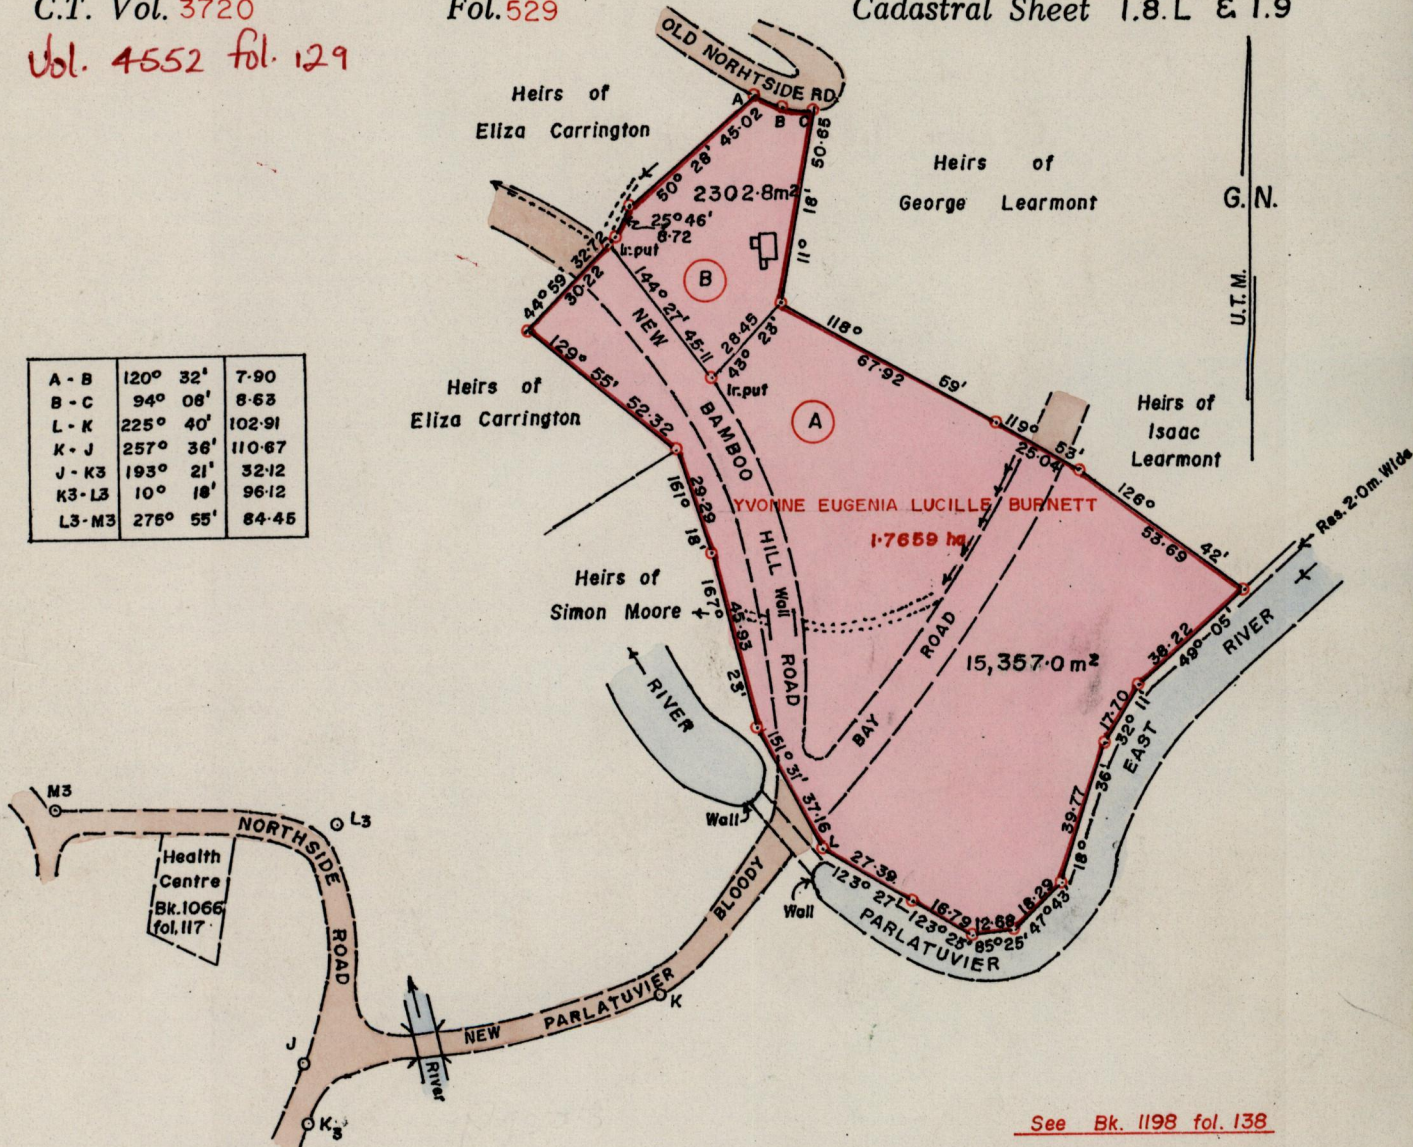 C.T. Vol. 3720 Fol. 529 Cadastral Sheet 1.8.L & 1.9
Vol. 4552 fol. 129
OLD NORHTSIDE RD.
A B C
Heirs of
Eliza Carrington
Heirs of
George Learmont
G.N.
U.T.M.
50° 28' 45·02
50·65
18'
11°
2302·8m²
25° 46'
6·72
Ir.put
44° 59' 32·72
30·22
B
144° 27' 45·11
28·45
43° 23'
Ir.put
118°
67·92
59'
A - B 120° 32' 7·90
B - C 94° 08' 8·63
L - K 225° 40' 102·91
K - J 257° 36' 110·67
J - K3 193° 21' 32·12
K3-L3 10° 18' 96·12
L3-M3 276° 55' 84·45
129° 55' 52·32
Heirs of
Eliza Carrington
NEW
BAMBOO
HILL
ROAD
Wall
A
119° 53'
25·04
Heirs of
Isaac
Learmont
126° 42'
53·69
Res. 2·0m. Wide
161° 18'
29·29
YVONNE EUGENIA LUCILLE BURNETT
1·7659 ha
Heirs of
Simon Moore
167° 23'
45·93
15,357·0 m²
BAY ROAD
38·22
49°-05'
RIVER
17·70
32° 11'
EAST
39·77
18° 36'
RIVER
151° 31'
37·16
L
Wall
Wall
27·39
123° 27'
16·79
123° 25'
12·68
85° 25'
18·29
47° 43'
PARLATUVIER
M3
L3
NORTHSIDE
ROAD
Health
Centre
Bk.1066
fol.117
BLOODY
K
NEW PARLATUVIER
J
River
K3
See Bk. 1198 fol. 138